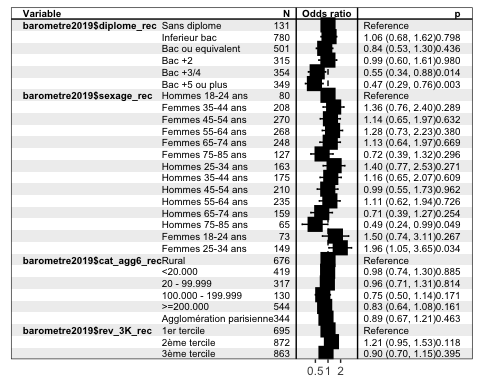 Variable N Odds ratio p
barometre2019$diplome_rec Sans diplome 131 Reference
Inferieur bac 780 1.06 (0.68, 1.62)0.798
Bac ou equivalent 501 0.84 (0.53, 1.30)0.436
Bac +2 315 0.99 (0.60, 1.61)0.980
Bac +3/4 354 0.55 (0.34, 0.88)0.014
Bac +5 ou plus 349 0.47 (0.29, 0.76)0.003
barometre2019$sexage_rec Hommes 18-24 ans 80 Reference
Femmes 35-44 ans 208 1.36 (0.76, 2.40)0.289
Femmes 45-54 ans 270 1.14 (0.65, 1.97)0.632
Femmes 55-64 ans 268 1.28 (0.73, 2.23)0.380
Femmes 65-74 ans 248 1.13 (0.64, 1.97)0.669
Femmes 75-85 ans 127 0.72 (0.39, 1.32)0.296
Hommes 25-34 ans 163 1.40 (0.77, 2.53)0.271
Hommes 35-44 ans 175 1.16 (0.65, 2.07)0.609
Hommes 45-54 ans 210 0.99 (0.55, 1.73)0.962
Hommes 55-64 ans 235 1.11 (0.62, 1.94)0.726
Hommes 65-74 ans 159 0.71 (0.39, 1.27)0.254
Hommes 75-85 ans 65 0.49 (0.24, 0.99)0.049
Femmes 18-24 ans 73 1.50 (0.74, 3.11)0.267
Femmes 25-34 ans 149 1.96 (1.05, 3.65)0.034
barometre2019$cat_agg6_recRural 676 Reference
<20.000 419 0.98 (0.74, 1.30)0.885
20 - 99.999 317 0.96 (0.71, 1.31)0.814
100.000 - 199.999 130 0.75 (0.50, 1.14)0.171
>=200.000 544 0.83 (0.64, 1.08)0.161
Agglomération parisienne344 0.89 (0.67, 1.21)0.463
barometre2019$rev_3K_rec 1er tercile 695 Reference
2ème tercile 872 1.21 (0.95, 1.53)0.118
3ème tercile 863 0.90 (0.70, 1.15)0.395
0.5 1 2